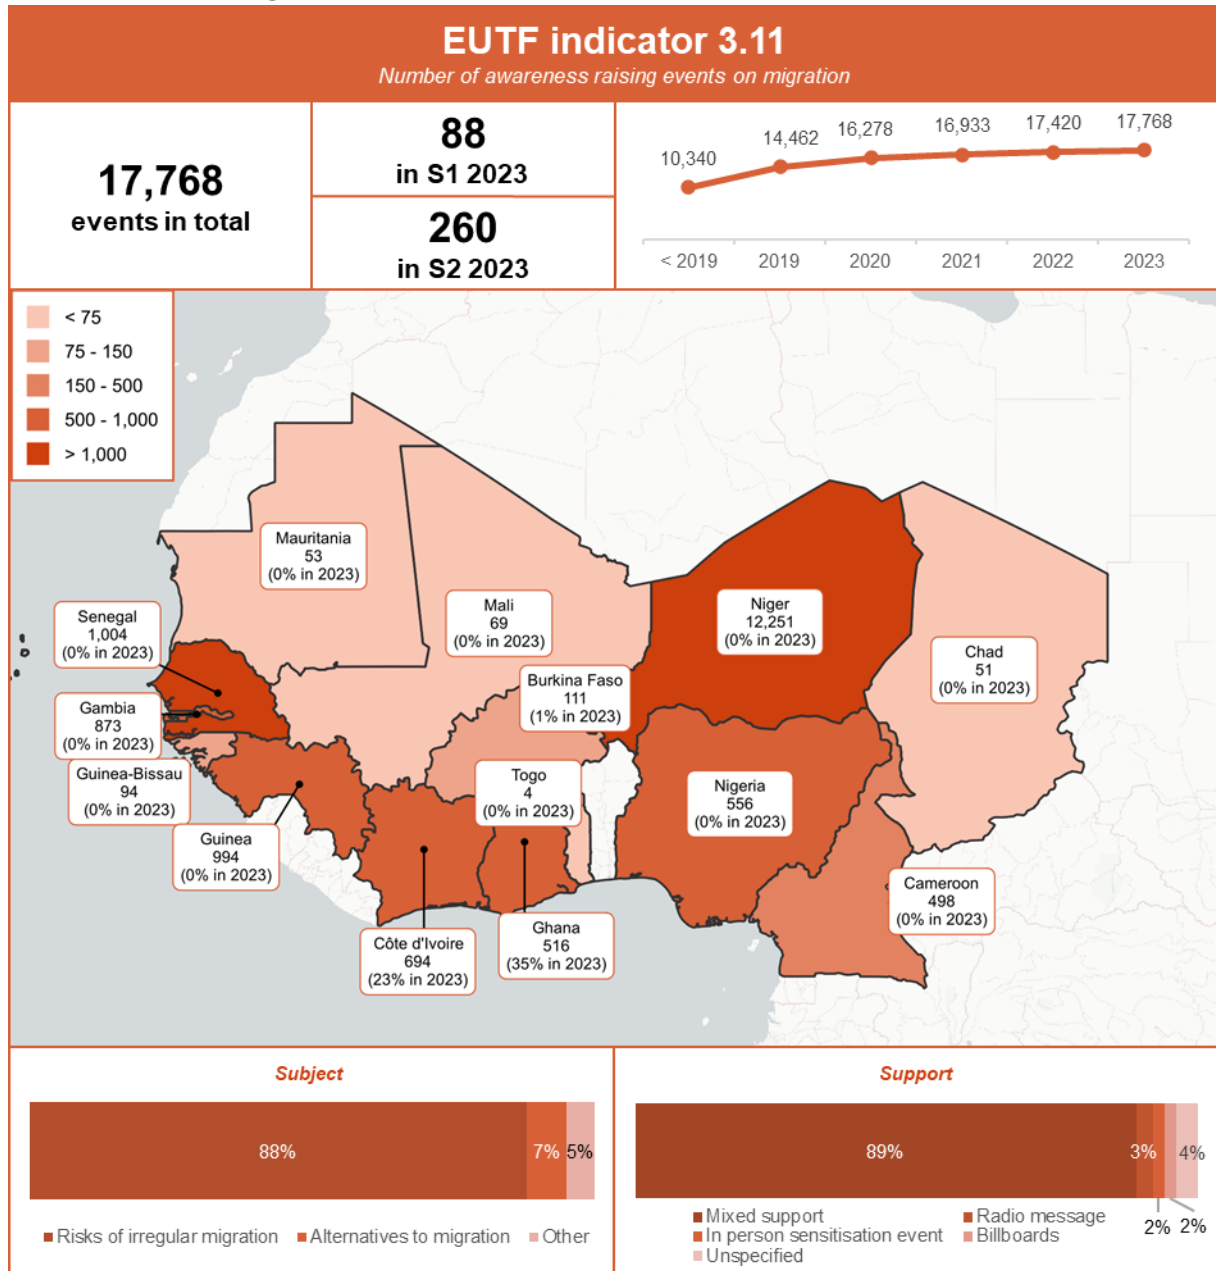 EUTF indicator 3.11
Number of awareness raising events on migration
17,768
events in total
88
in S1 2023
260
in S2 2023
10,340
14,462
16,278
16,933
17,420
17,768
< 2019
2019
2020
2021
2022
2023
< 75
75 - 150
150 - 500
500 - 1,000
> 1,000
Mauritania
53
(0% in 2023)
Mali
69
(0% in 2023)
Niger
12,251
(0% in 2023)
Chad
51
(0% in 2023)
Senegal
1,004
(0% in 2023)
Burkina Faso
111
(1% in 2023)
Gambia
873
(0% in 2023)
Guinea-Bissau
94
(0% in 2023)
Togo
4
(0% in 2023)
Nigeria
556
(0% in 2023)
Guinea
994
(0% in 2023)
Cameroon
498
(0% in 2023)
Côte d'Ivoire
694
(23% in 2023)
Ghana
516
(35% in 2023)
Subject
88%
7%
5%
Risks of irregular migration
Alternatives to migration
Other
Support
89%
3%
4%
2%
2%
Mixed support
Radio message
In person sensitisation event
Billboards
Unspecified